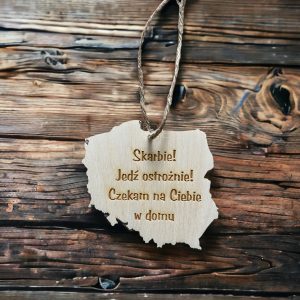 Skarbie!
Jedź ostrożnie!
Czekam na Ciebie
w domu